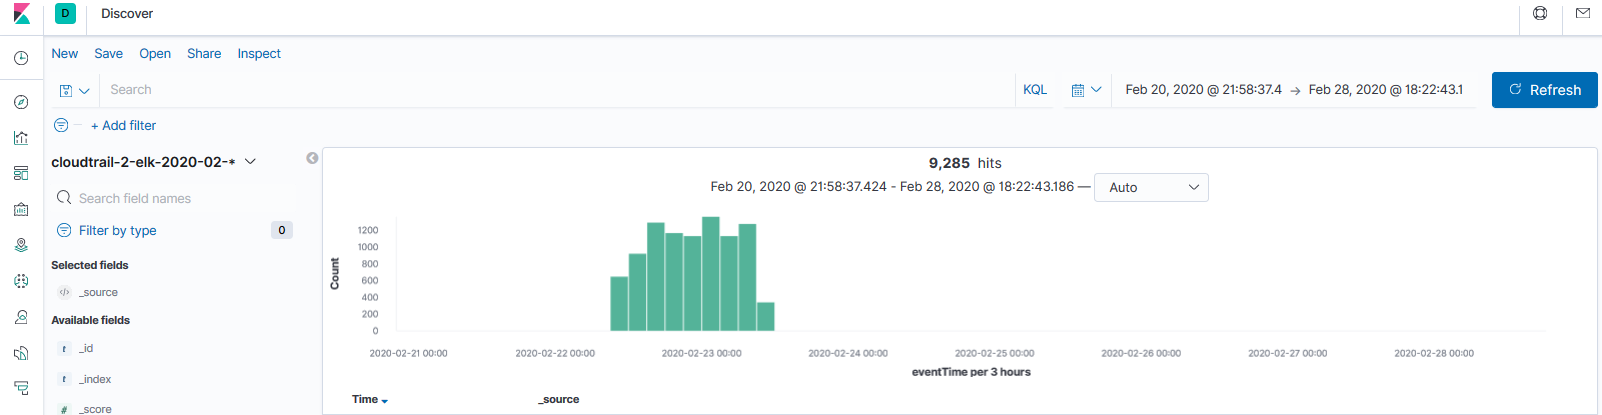 D Discover
New Save Open Share Inspect
Search KQL Feb 20, 2020 @ 21:58:37.4 → Feb 28, 2020 @ 18:22:43.1 Refresh
+ Add filter
cloudtrail-2-elk-2020-02-*
Search field names
Filter by type 0
Selected fields
</> _source
Available fields
t _id
t _index
# _score
9,285 hits
Feb 20, 2020 @ 21:58:37.424 - Feb 28, 2020 @ 18:22:43.186 — Auto
Count
1200
1000
800
600
400
200
0
2020-02-21 00:00 2020-02-22 00:00 2020-02-23 00:00 2020-02-24 00:00 2020-02-25 00:00 2020-02-26 00:00 2020-02-27 00:00 2020-02-28 00:00
eventTime per 3 hours
Time _source